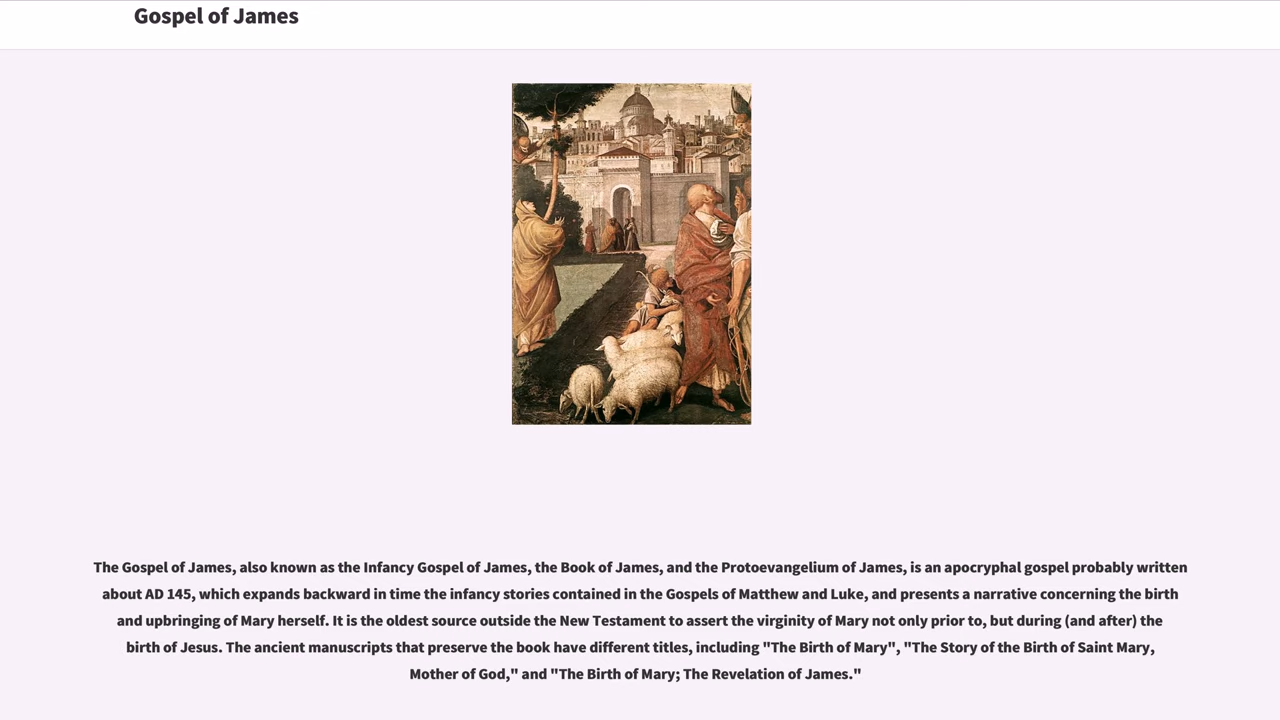 Gospel of James
The Gospel of James, also known as the Infancy Gospel of James, the Book of James, and the Protoevangelium of James, is an apocryphal gospel probably written
about AD 145, which expands backward in time the infancy stories contained in the Gospels of Matthew and Luke, and presents a narrative concerning the birth
and upbringing of Mary herself. It is the oldest source outside the New Testament to assert the virginity of Mary not only prior to, but during (and after) the
birth of Jesus. The ancient manuscripts that preserve the book have different titles, including "The Birth of Mary", "The Story of the Birth of Saint Mary,
Mother of God," and "The Birth of Mary; The Revelation of James."